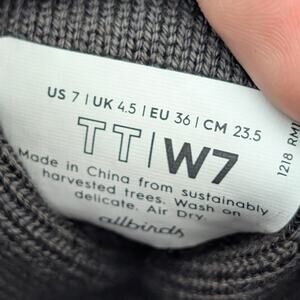 US 7 | UK 4.5 | EU 36 | CM 23.5
TT | W7
Made in China from sustainably
harvested trees. Wash on
delicate. Air Dry.
allbirds
1218 RM